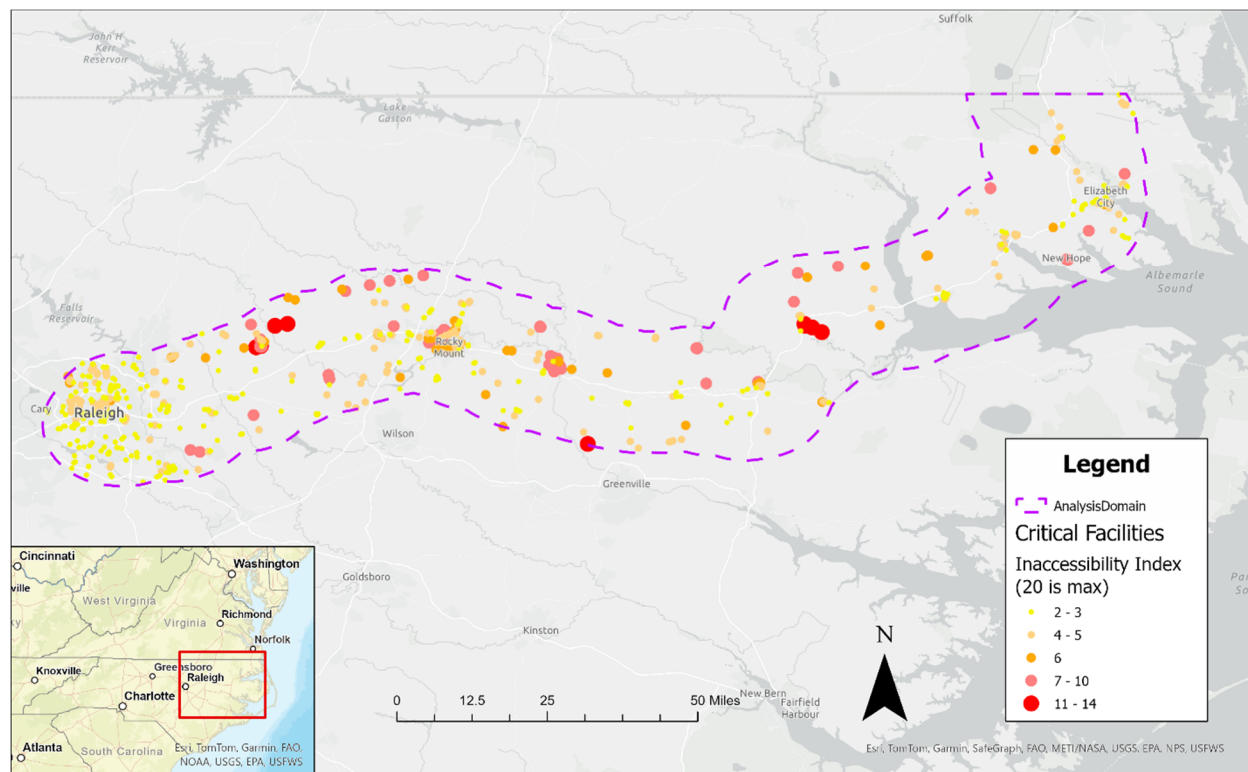 Suffolk
John H
Kerr
Reservoir
Lake
Gaston
Elizabeth
City
New Hope
Albemarle
Sound
Falls
Reservoir
Rocky
Mount
Cary
Raleigh
Wilson
Greenville
Goldsboro
Kinston
New Bern
Fairfield
Harbour
Legend
AnalysisDomain
Critical Facilities
Inaccessibility Index
(20 is max)
2 - 3
4 - 5
6
7 - 10
11 - 14
N
0 12.5 25 50 Miles
Esri, TomTom, Garmin, SafeGraph, FAO, METI/NASA, USGS, EPA, NPS, USFWS
Cincinnati
Washington
ville
West Virginia
Richmond
Virginia
Norfolk
Knoxville
Greensboro
Raleigh
Charlotte
Atlanta
South Carolina
Esri, TomTom, Garmin, FAO,
NOAA, USGS, EPA, USFWS